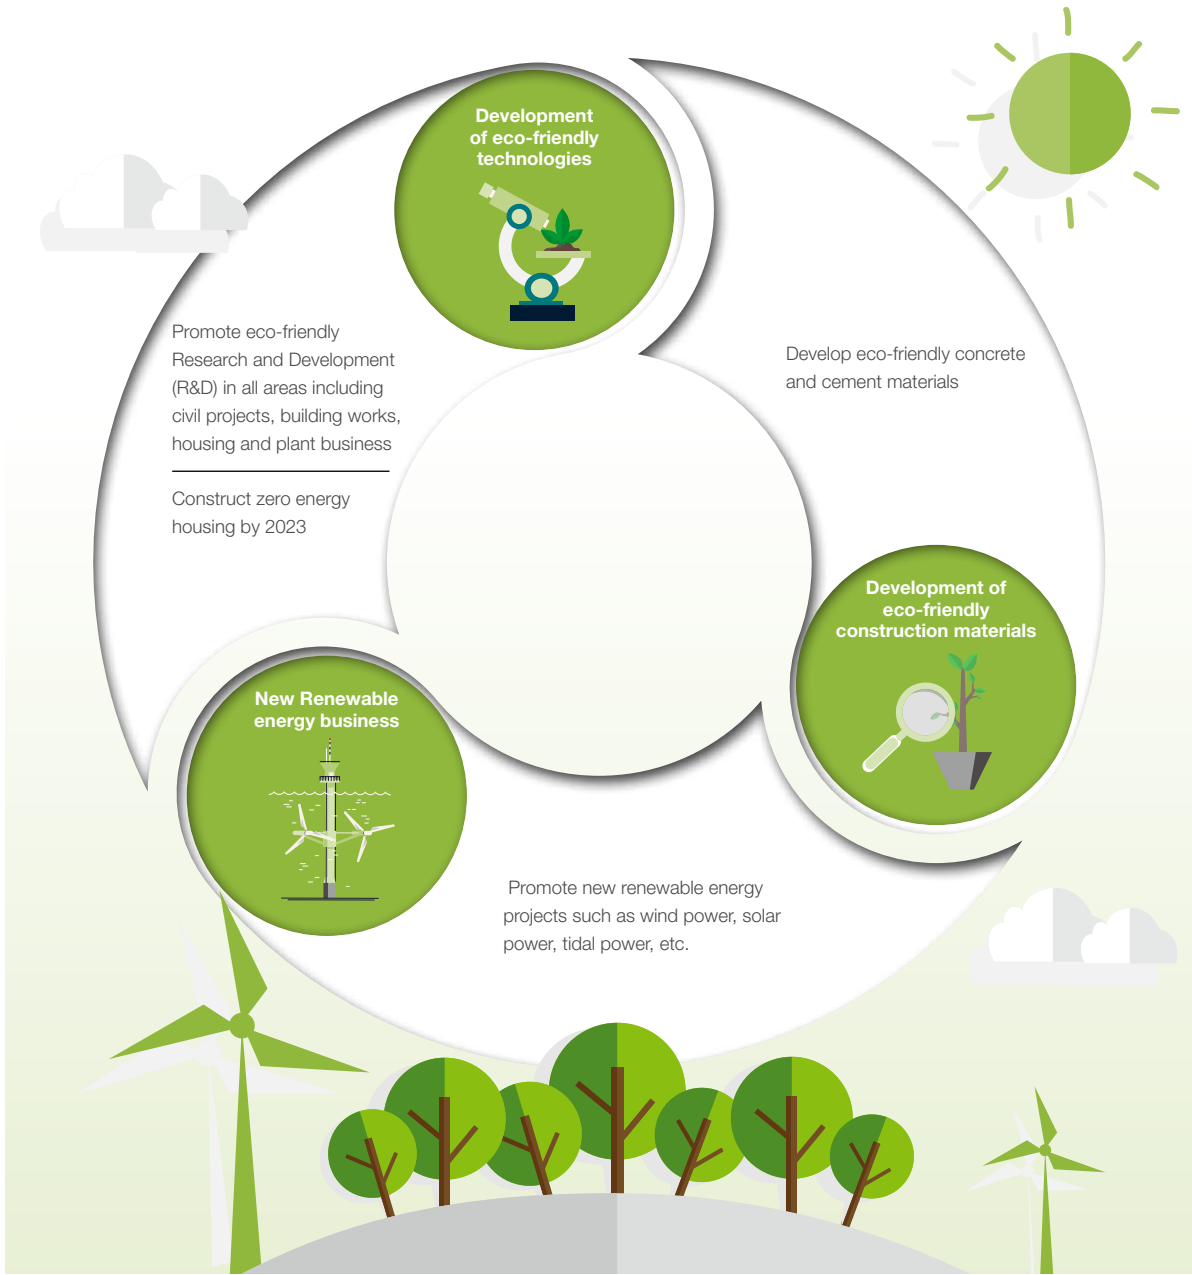 Development
of eco-friendly
technologies
Promote eco-friendly
Research and Development
(R&D) in all areas including
civil projects, building works,
housing and plant business
Construct zero energy
housing by 2023
Develop eco-friendly concrete
and cement materials
Development of
eco-friendly
construction materials
New Renewable
energy business
Promote new renewable energy
projects such as wind power, solar
power, tidal power, etc.